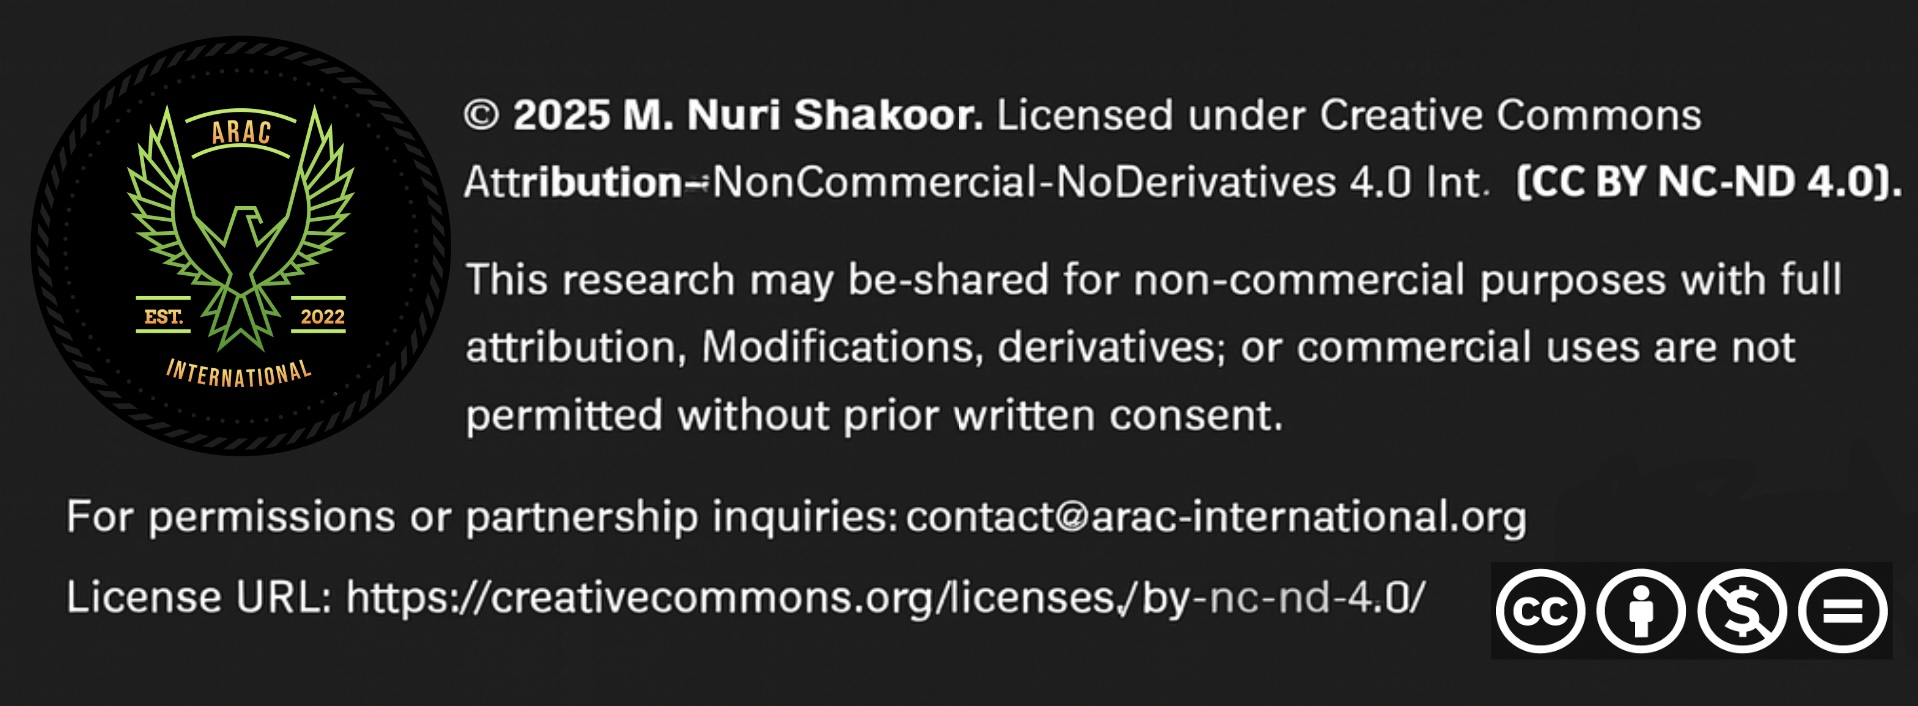 ARAC
EST. 2022
INTERNATIONAL
© 2025 M. Nuri Shakoor. Licensed under Creative Commons
Attribution-NonCommercial-NoDerivatives 4.0 Int. (CC BY NC-ND 4.0).
This research may be-shared for non-commercial purposes with full
attribution, Modifications, derivatives; or commercial uses are not
permitted without prior written consent.
For permissions or partnership inquiries: contact@arac-international.org
License URL: https://creativecommons.org/licenses,/by-nc-nd-4.0/
cc